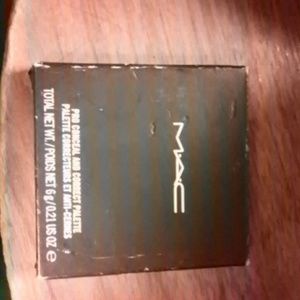 MAC
PRO CONCEAL AND CORRECT PALETTE
PALETTE CORRECTEURS ET ANTI-CERNES
TOTAL NET WT./POIDS NET 6 g/0.21 US OZ ℮